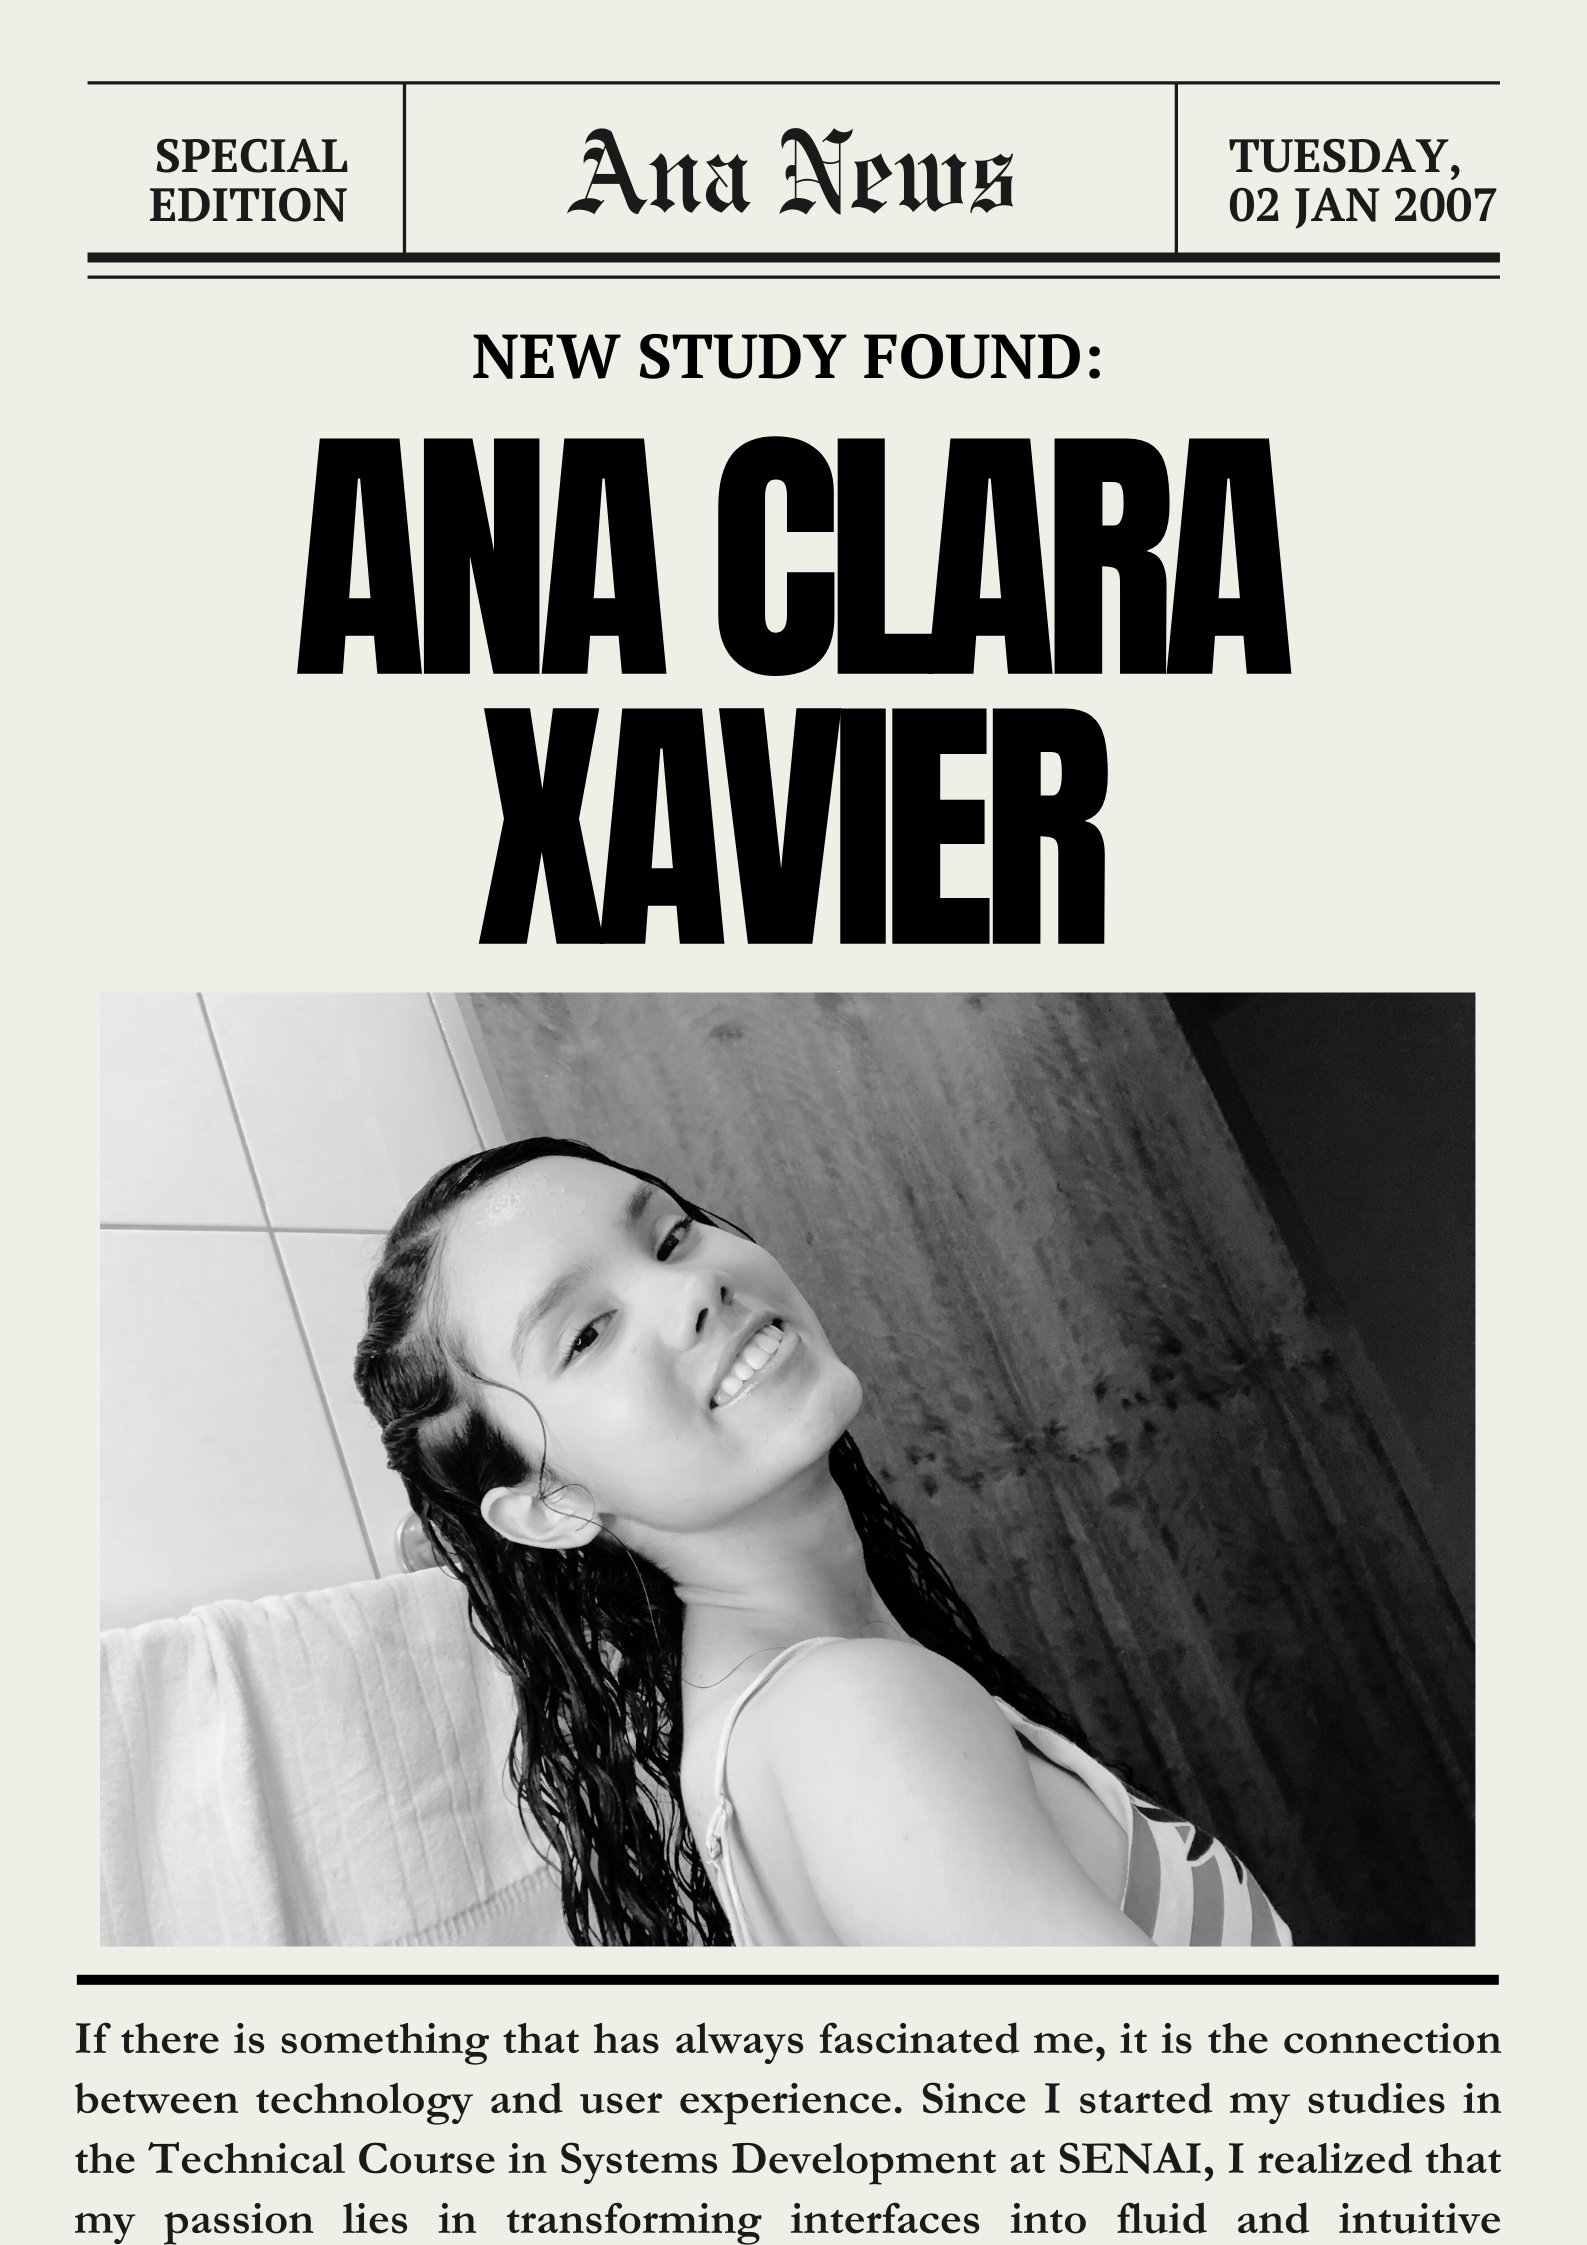 SPECIAL
EDITION
Ana News
TUESDAY,
02 JAN 2007
NEW STUDY FOUND:
ANA CLARA
XAVIER
If there is something that has always fascinated me, it is the connection
between technology and user experience. Since I started my studies in
the Technical Course in Systems Development at SENAI, I realized that
my passion lies in transforming interfaces into fluid and intuitive